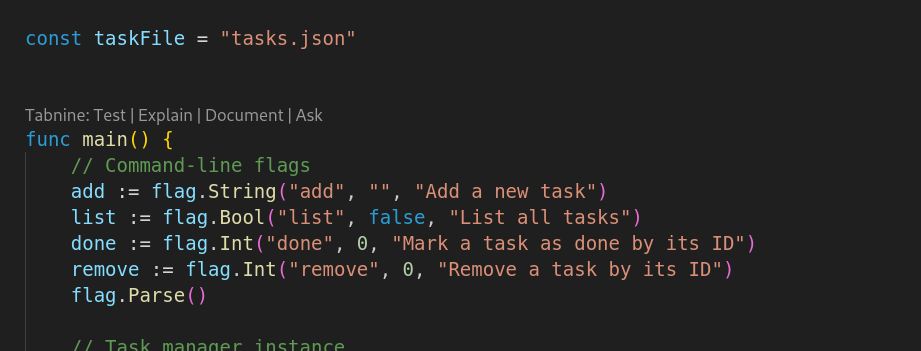 const taskFile = "tasks.json"
Tabnine: Test | Explain | Document | Ask
func main() {
    // Command-line flags
    add := flag.String("add", "", "Add a new task")
    list := flag.Bool("list", false, "List all tasks")
    done := flag.Int("done", 0, "Mark a task as done by its ID")
    remove := flag.Int("remove", 0, "Remove a task by its ID")
    flag.Parse()
    // Task manager instance